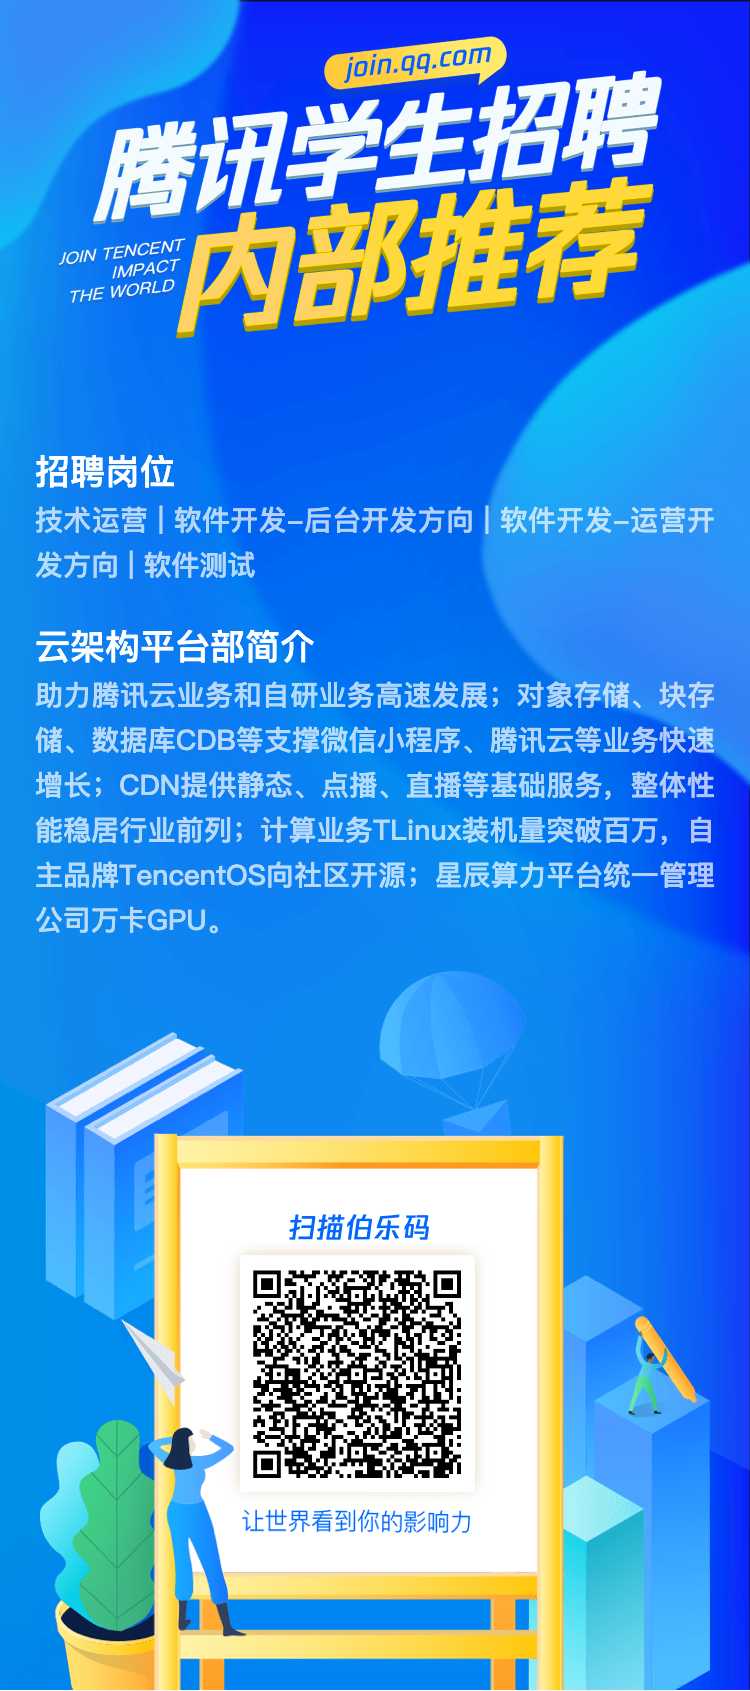 join.qq.com
腾讯学生招聘
JOIN TENCENT
IMPACT
THE WORLD
内部推荐
招聘岗位
技术运营 | 软件开发-后台开发方向 | 软件开发-运营开
发方向 | 软件测试
云架构平台部简介
助力腾讯云业务和自研业务高速发展；对象存储、块存
储、数据库CDB等支撑微信小程序、腾讯云等业务快速
增长；CDN提供静态、点播、直播等基础服务，整体性
能稳居行业前列；计算业务TLinux装机量突破百万，自
主品牌TencentOS向社区开源；星辰算力平台统一管理
公司万卡GPU。
扫描伯乐码
让世界看到你的影响力